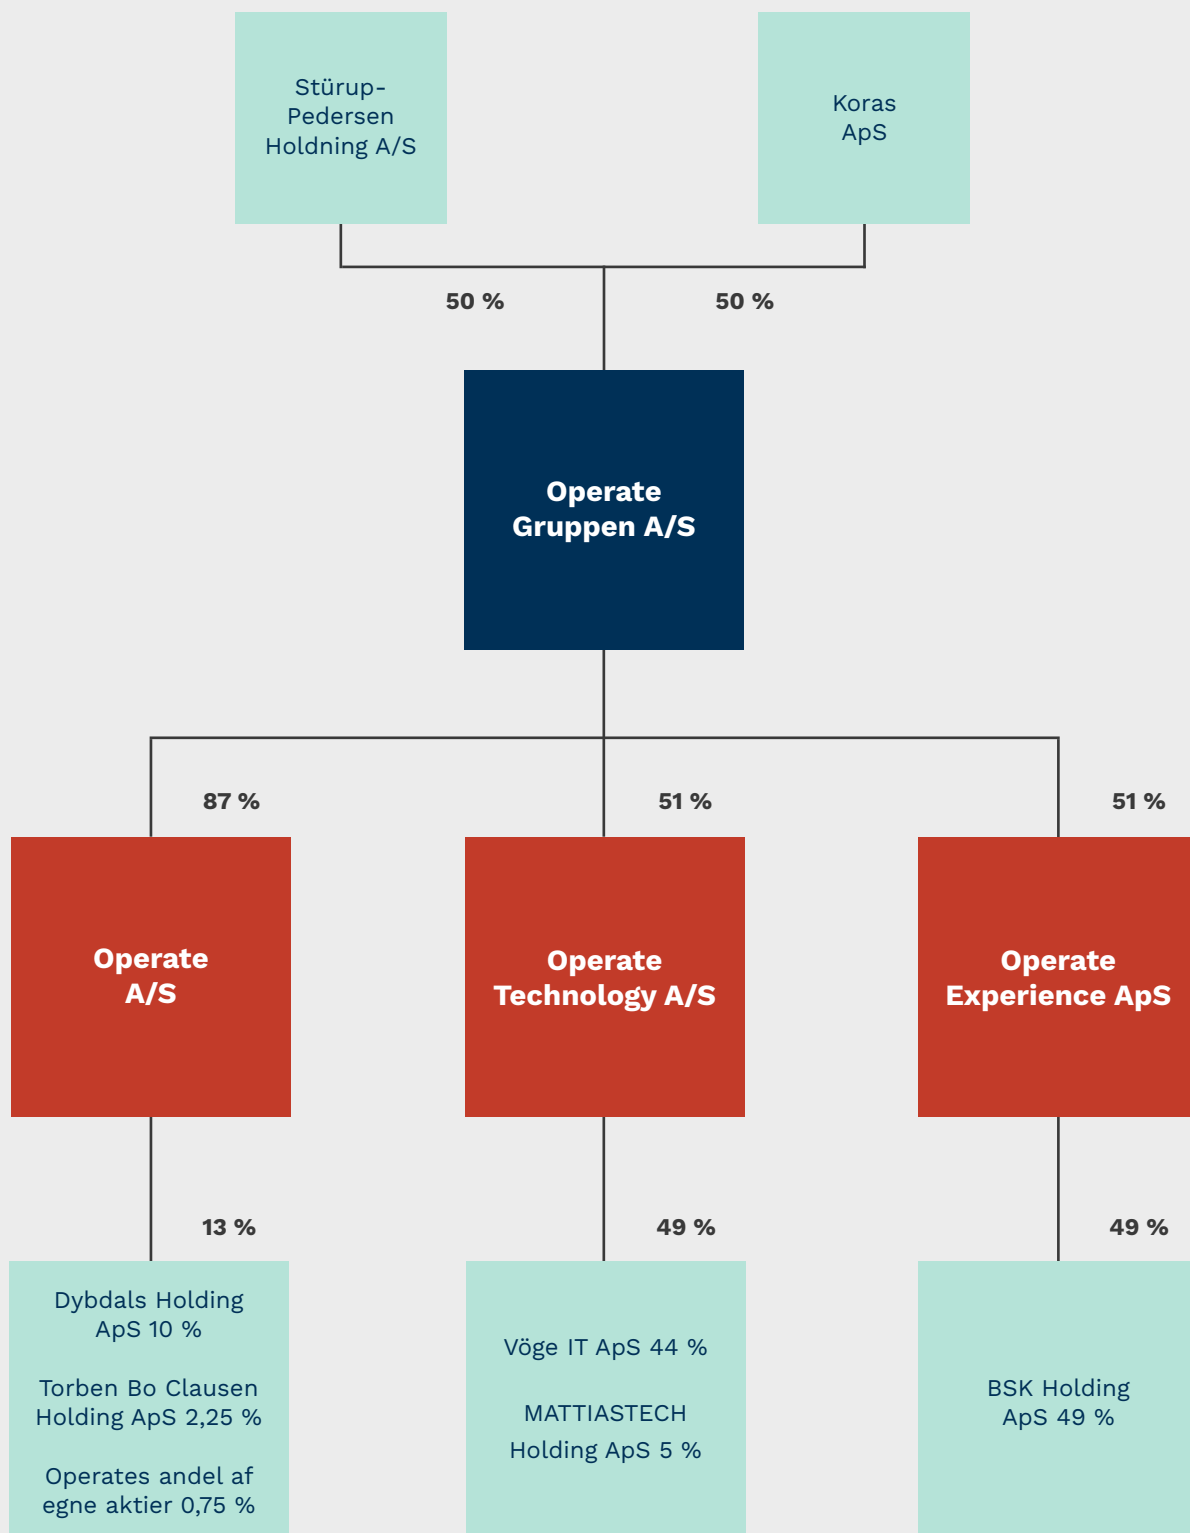 Stürup-
Pedersen
Holdning A/S
Koras
ApS
50 %
50 %
Operate
Gruppen A/S
87 %
51 %
51 %
Operate
A/S
Operate
Technology A/S
Operate
Experience ApS
13 %
49 %
49 %
Dybdals Holding
ApS 10 %
Torben Bo Clausen
Holding ApS 2,25 %
Operates andel af
egne aktier 0,75 %
Vöge IT ApS 44 %
MATTIASTECH
Holding ApS 5 %
BSK Holding
ApS 49 %